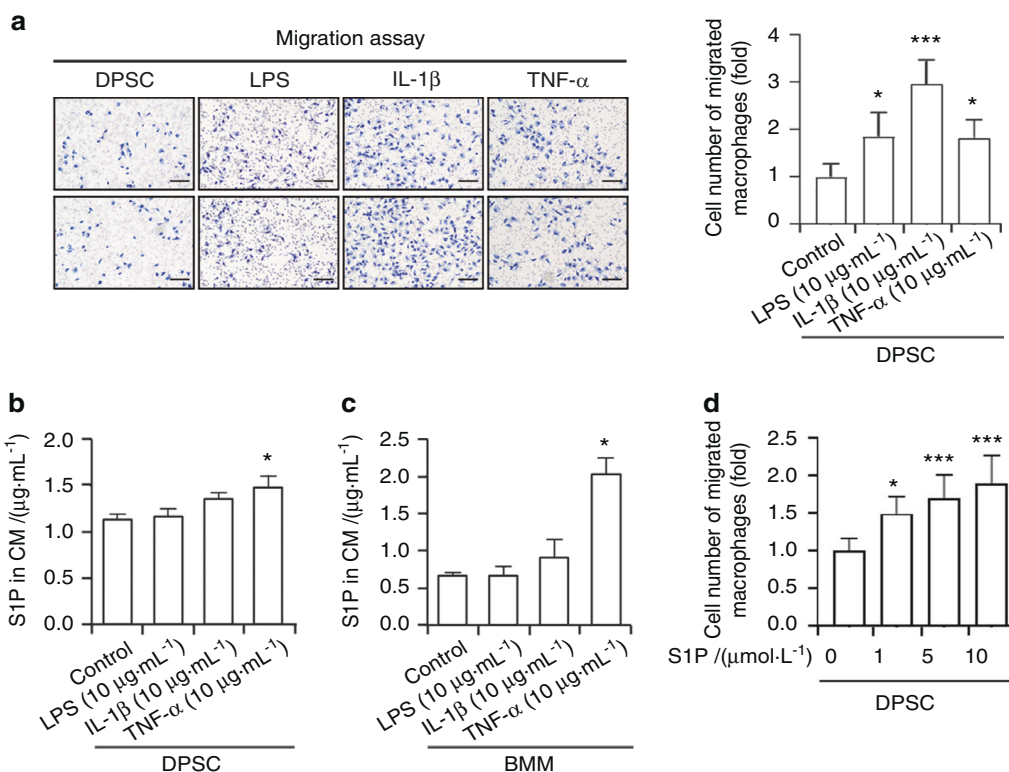 a
Migration assay
DPSC LPS IL-1β TNF-α
Cell number of migrated
macrophages (fold)
4
3
2
1
0
*
***
*
Control
LPS (10 μg·mL⁻¹)
IL-1β (10 μg·mL⁻¹)
TNF-α (10 μg·mL⁻¹)
DPSC
b
S1P in CM /(μg·mL⁻¹)
2.0
1.5
1.0
0.5
0.0
*
Control
LPS (10 μg·mL⁻¹)
IL-1β (10 μg·mL⁻¹)
TNF-α (10 μg·mL⁻¹)
DPSC
c
S1P in CM /(μg·mL⁻¹)
2.5
2.0
1.5
1.0
0.5
0.0
*
Control
LPS (10 μg·mL⁻¹)
IL-1β (10 μg·mL⁻¹)
TNF-α (10 μg·mL⁻¹)
BMM
d
Cell number of migrated
macrophages (fold)
2.5
2.0
1.5
1.0
0.5
0.0
*
***
***
S1P /(μmol·L⁻¹) 0 1 5 10
DPSC